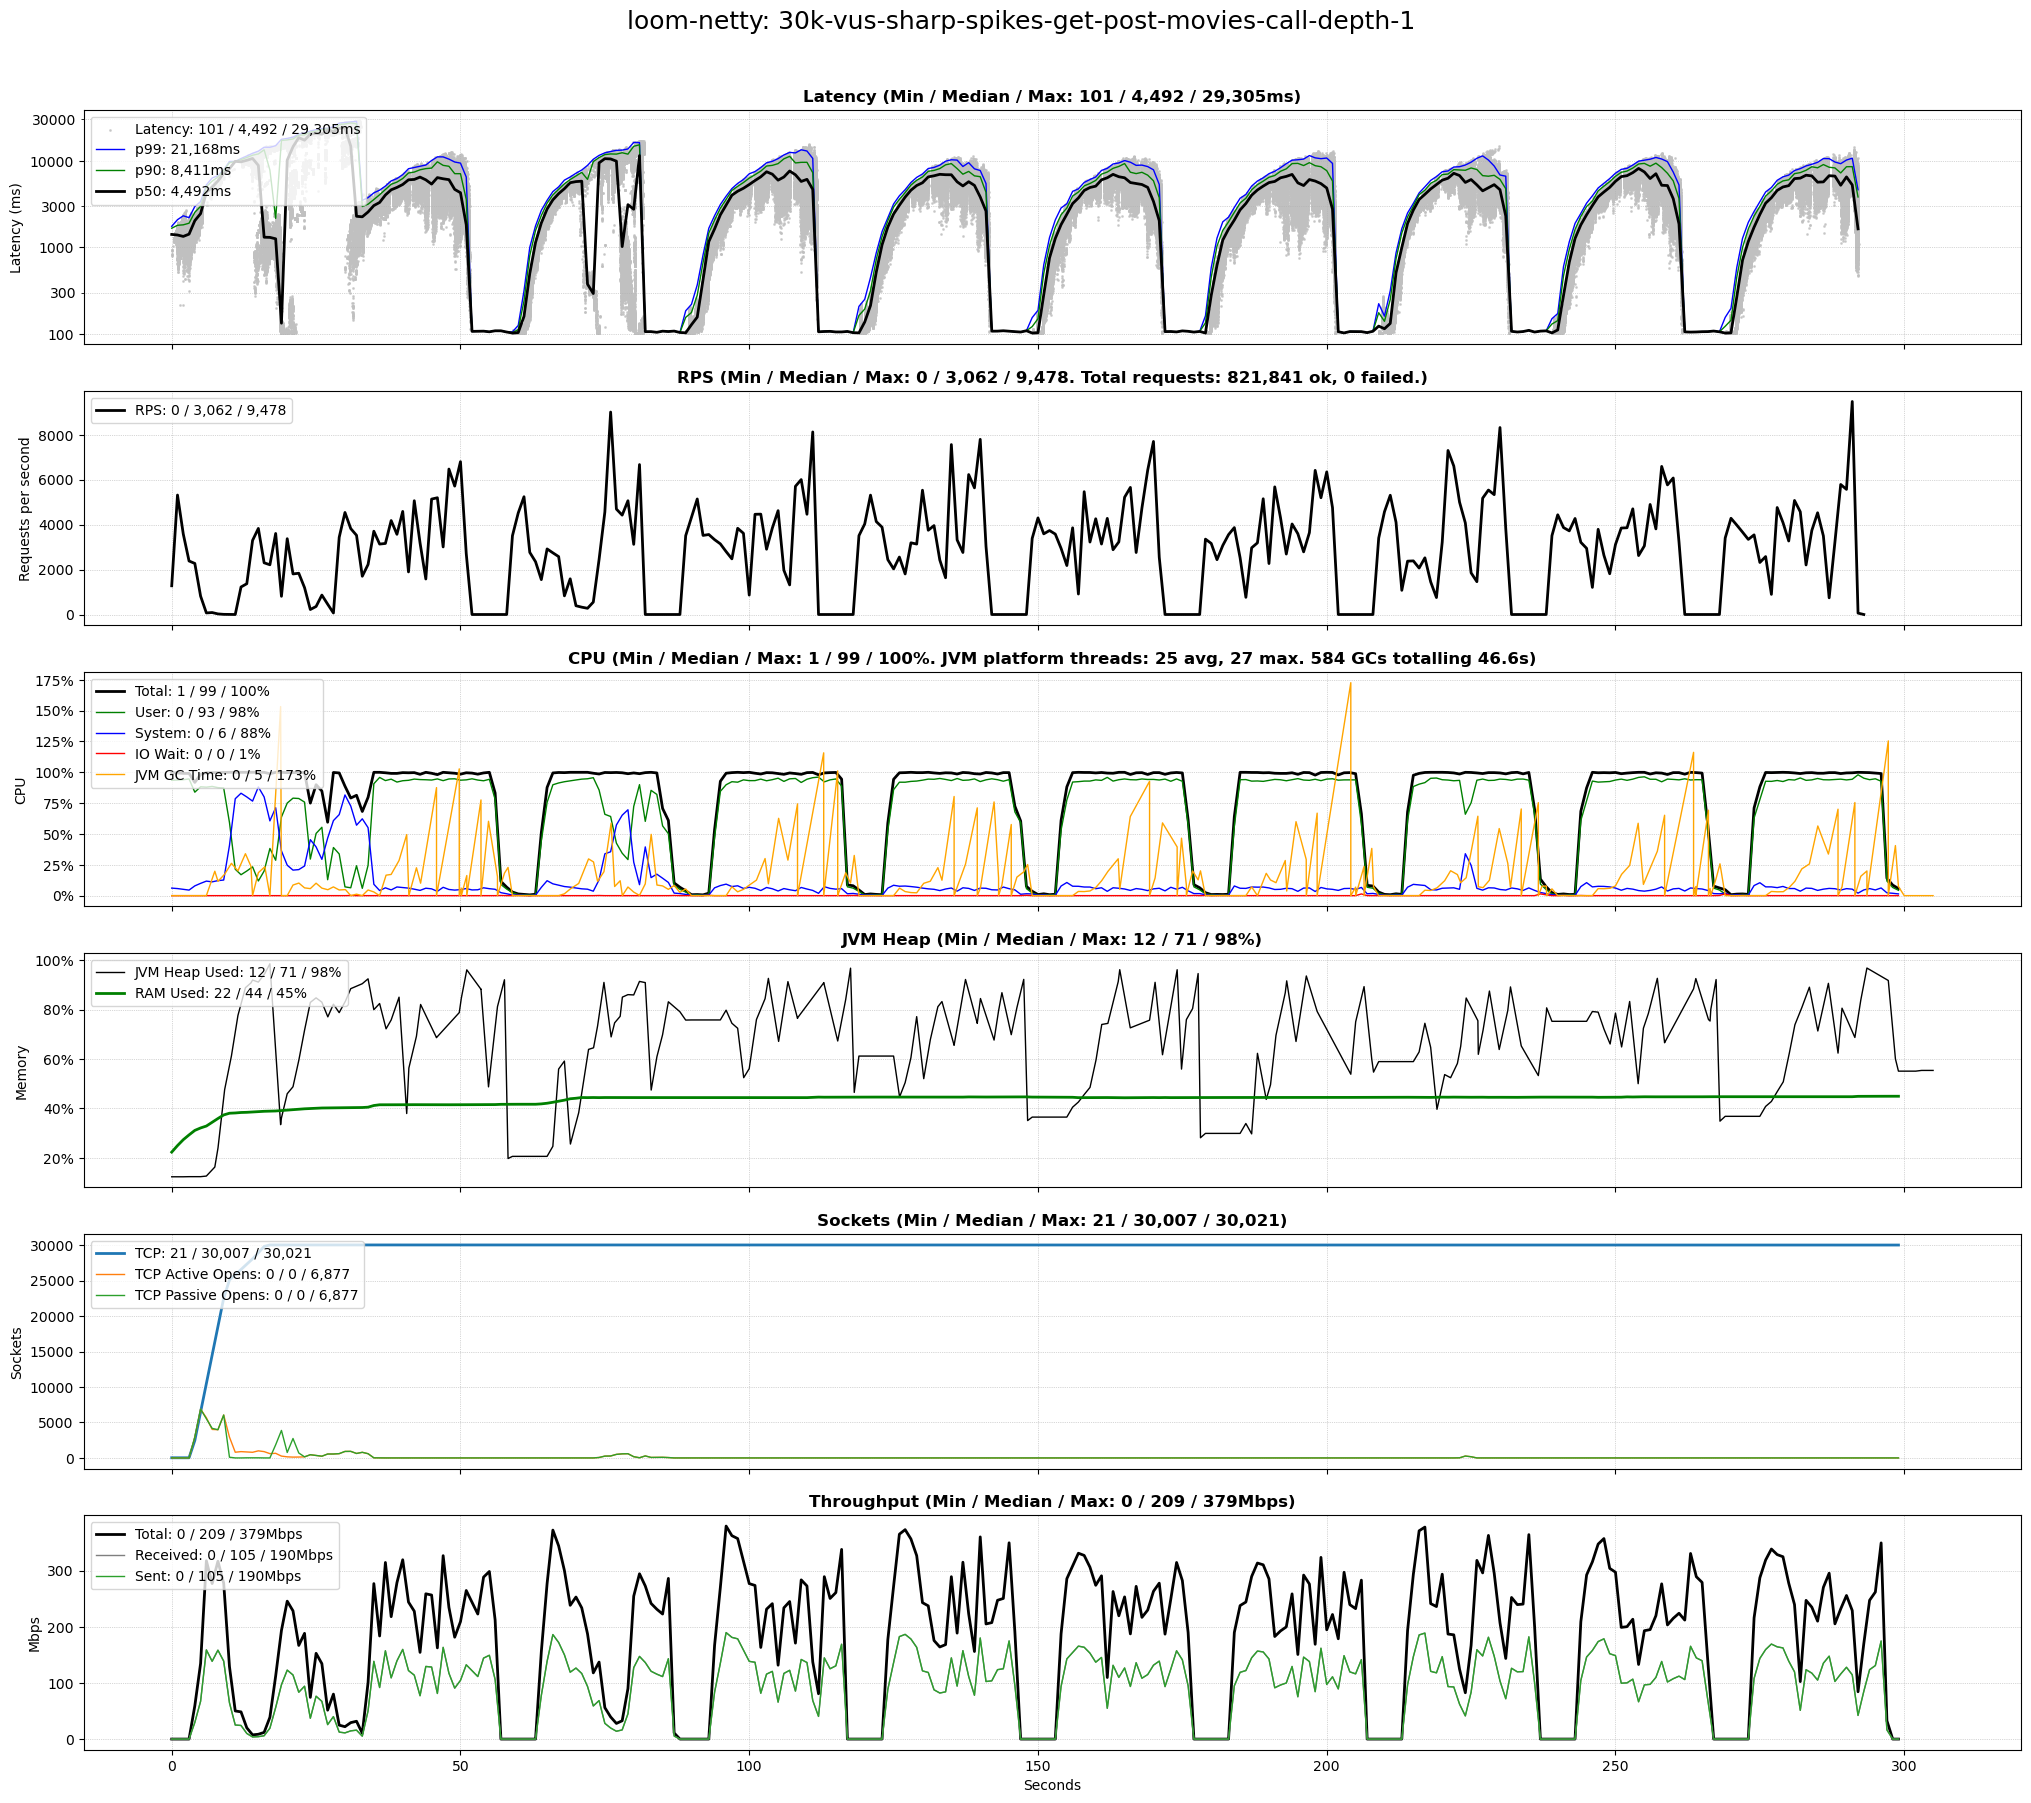 loom-netty: 30k-vus-sharp-spikes-get-post-movies-call-depth-1
Latency (Min / Median / Max: 101 / 4,492 / 29,305ms)
Latency (ms)
30000
10000
3000
1000
300
100
Latency: 101 / 4,492 / 29,305ms
p99: 21,168ms
p90: 8,411ms
p50: 4,492ms
RPS (Min / Median / Max: 0 / 3,062 / 9,478. Total requests: 821,841 ok, 0 failed.)
Requests per second
8000
6000
4000
2000
0
RPS: 0 / 3,062 / 9,478
CPU (Min / Median / Max: 1 / 99 / 100%. JVM platform threads: 25 avg, 27 max. 584 GCs totalling 46.6s)
CPU
175%
150%
125%
100%
75%
50%
25%
0%
Total: 1 / 99 / 100%
User: 0 / 93 / 98%
System: 0 / 6 / 88%
IO Wait: 0 / 0 / 1%
JVM GC Time: 0 / 5 / 173%
JVM Heap (Min / Median / Max: 12 / 71 / 98%)
Memory
100%
80%
60%
40%
20%
JVM Heap Used: 12 / 71 / 98%
RAM Used: 22 / 44 / 45%
Sockets (Min / Median / Max: 21 / 30,007 / 30,021)
Sockets
30000
25000
20000
15000
10000
5000
0
TCP: 21 / 30,007 / 30,021
TCP Active Opens: 0 / 0 / 6,877
TCP Passive Opens: 0 / 0 / 6,877
Throughput (Min / Median / Max: 0 / 209 / 379Mbps)
Mbps
300
200
100
0
Total: 0 / 209 / 379Mbps
Received: 0 / 105 / 190Mbps
Sent: 0 / 105 / 190Mbps
0
50
100
150
200
250
300
Seconds